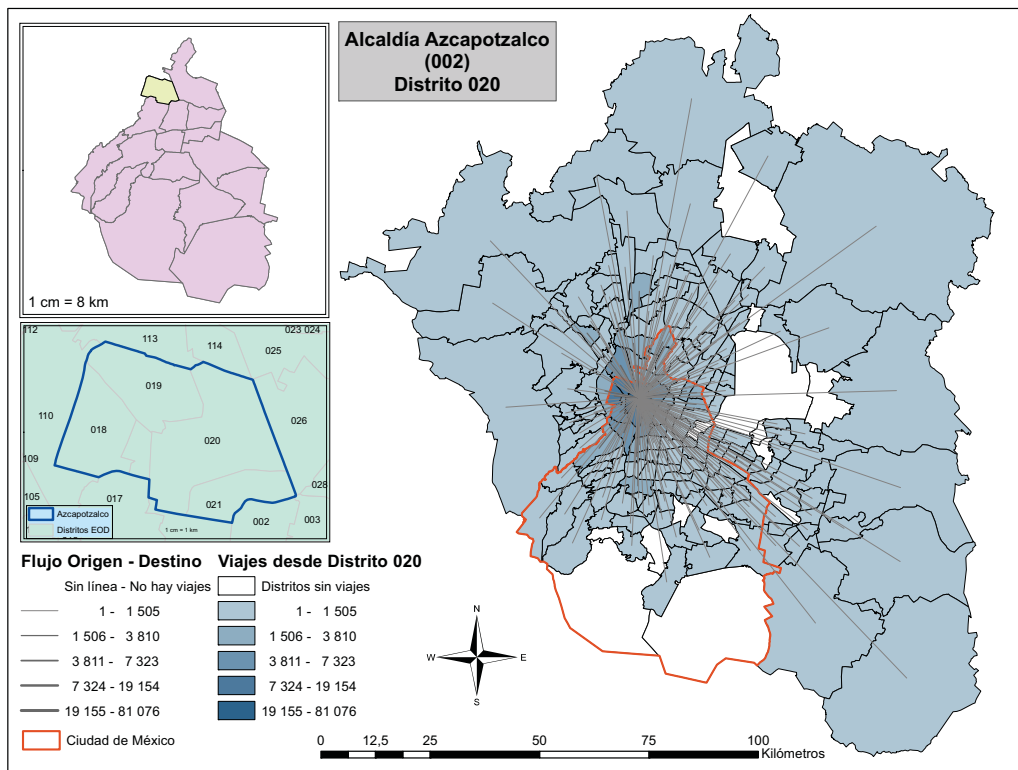 Alcaldía Azcapotzalco
(002)
Distrito 020
1 cm = 8 km
112
113
114
023 024
025
019
110
018
020
026
109
105
017
021
002
028
003
Azcapotzalco
Distritos EOD
1 cm = 1 km
Flujo Origen - Destino
Sin línea - No hay viajes
1 - 1 505
1 506 - 3 810
3 811 - 7 323
7 324 - 19 154
19 155 - 81 076
Ciudad de México
Viajes desde Distrito 020
Distritos sin viajes
1 - 1 505
1 506 - 3 810
3 811 - 7 323
7 324 - 19 154
19 155 - 81 076
N
W E
S
0 12,5 25 50 75 100
Kilómetros